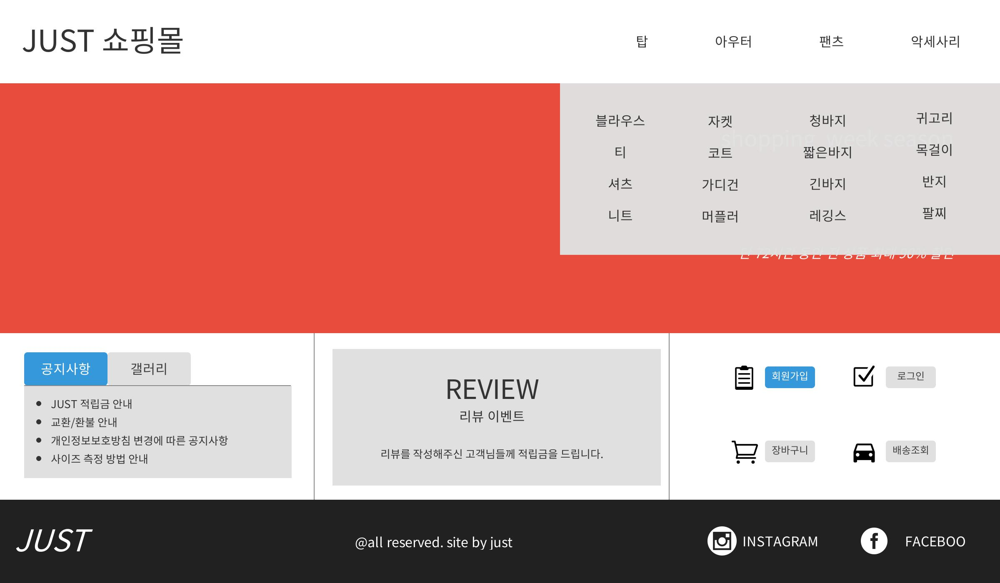 JUST 쇼핑몰
탑 아우터 팬츠 악세사리
블라우스 자켓 청바지 귀고리
shopping week season
티 코트 짧은바지 목걸이
셔츠 가디건 긴바지 반지
니트 머플러 레깅스 팔찌
단 72시간 동안 전 상품 최대 90% 할인
공지사항 갤러리
JUST 적립금 안내
교환/환불 안내
개인정보보호방침 변경에 따른 공지사항
사이즈 측정 방법 안내
REVIEW
리뷰 이벤트
리뷰를 작성해주신 고객님들께 적립금을 드립니다.
회원가입 로그인
장바구니 배송조회
JUST
@all reserved. site by just
INSTAGRAM
FACEBOO